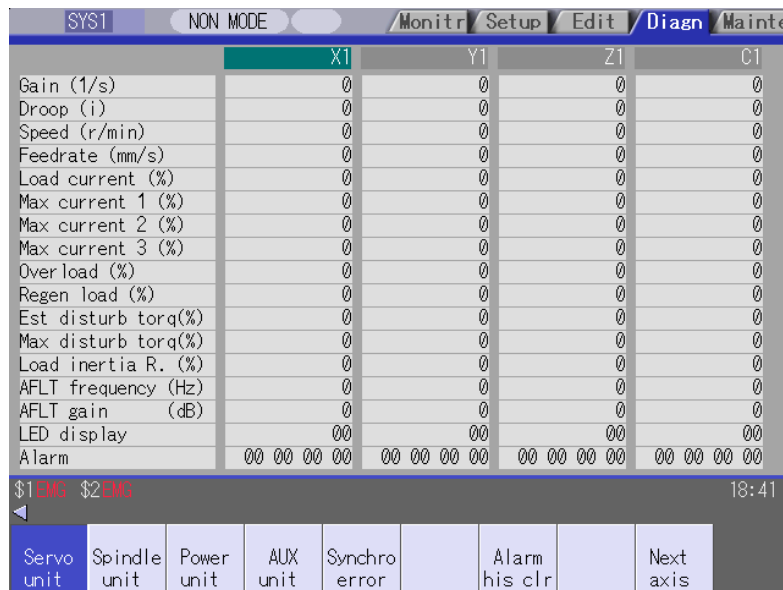 SYS1 NON MODE Monitr Setup Edit Diagn Mainte
X1 Y1 Z1 C1
Gain (1/s) 0 0 0 0
Droop (i) 0 0 0 0
Speed (r/min) 0 0 0 0
Feedrate (mm/s) 0 0 0 0
Load current (%) 0 0 0 0
Max current 1 (%) 0 0 0 0
Max current 2 (%) 0 0 0 0
Max current 3 (%) 0 0 0 0
Overload (%) 0 0 0 0
Regen load (%) 0 0 0 0
Est disturb torq(%) 0 0 0 0
Max disturb torq(%) 0 0 0 0
Load inertia R. (%) 0 0 0 0
AFLT frequency (Hz) 0 0 0 0
AFLT gain (dB) 0 0 0 0
LED display 00 00 00 00
Alarm 00 00 00 00 00 00 00 00 00 00 00 00 00 00 00 00
$1 EMG $2 EMG 18:41
Servo Spindle Power AUX Synchro Alarm Next
unit unit unit unit error his clr axis